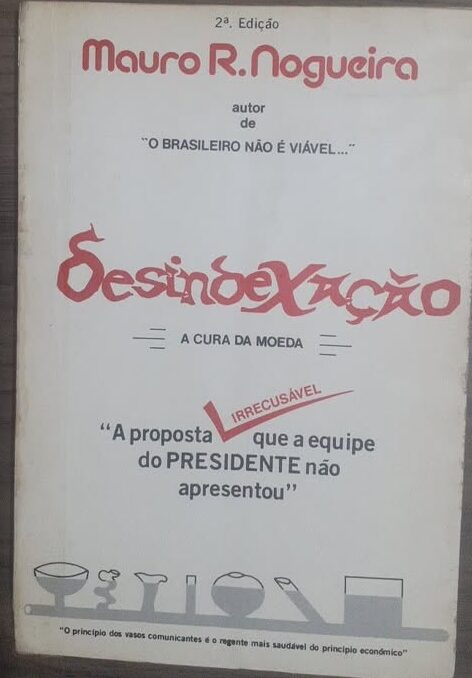 2ª. Edição
Mauro R. Nogueira
autor
de
"O BRASILEIRO NÃO É VIÁVEL..."
DesindeXação
A CURA DA MOEDA
IRRECUSÁVEL
"A proposta que a equipe
do PRESIDENTE não
apresentou"
"O princípio dos vasos comunicantes é o regente mais saudável do princípio econômico"